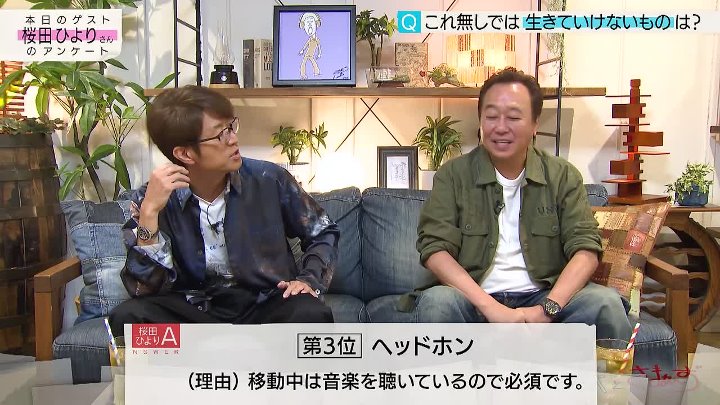 本日のゲスト
桜田ひよりさん
のアンケート
Q これ無しでは 生きていけないもの は?
桜田
ひより A
ANSWER
第3位 ヘッドホン
(理由) 移動中は音楽を聴いているので必須です。